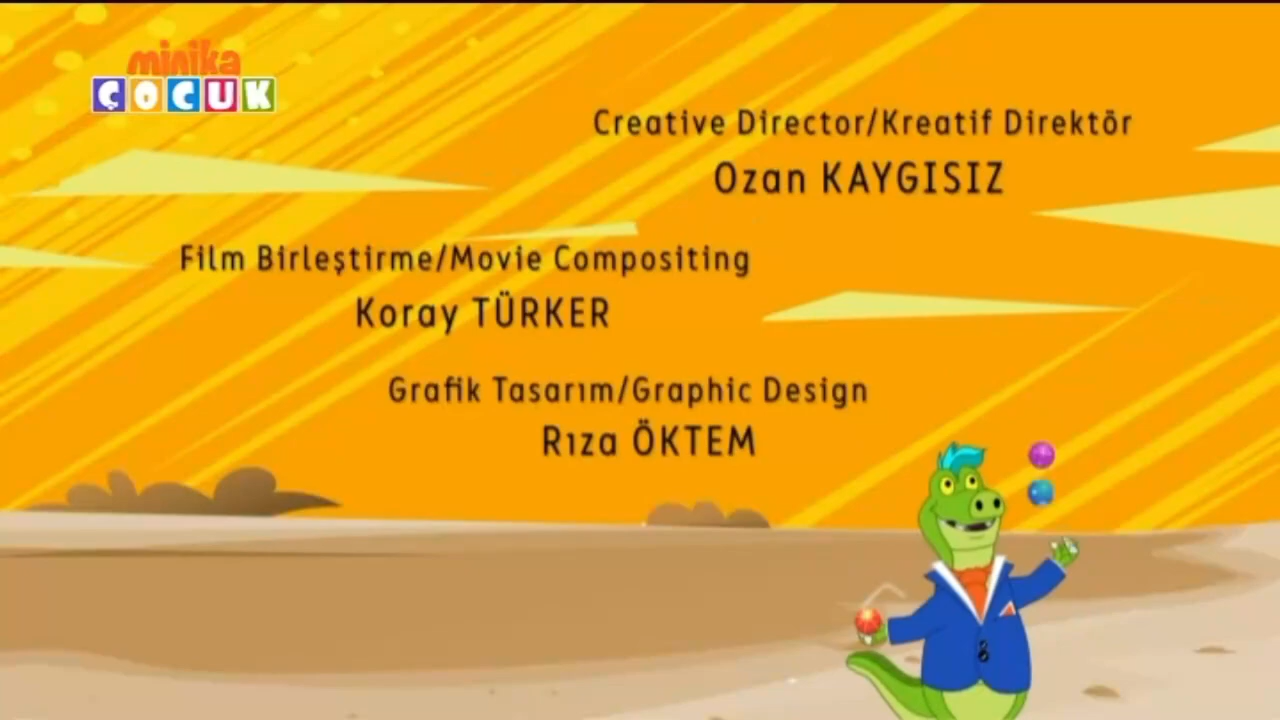 minika
ÇOCUK
Creative Director/Kreatif Direktör
Ozan KAYGISIZ
Film Birleştirme/Movie Compositing
Koray TÜRKER
Grafik Tasarım/Graphic Design
Rıza ÖKTEM